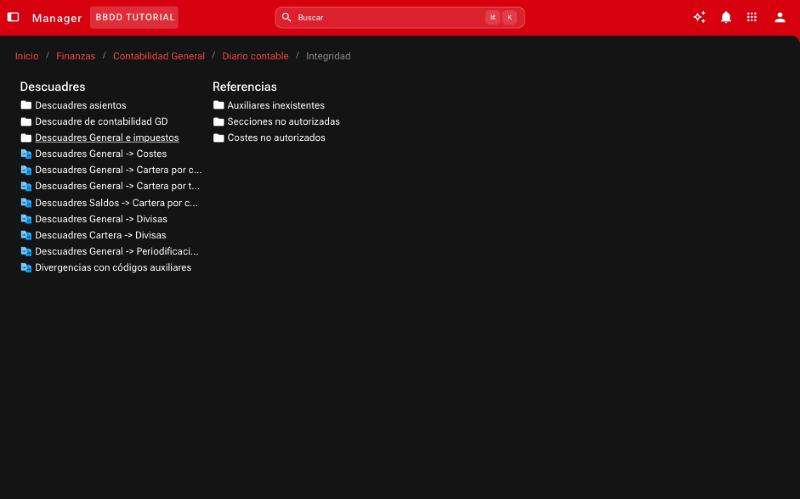 Manager BBDD TUTORIAL Buscar ⌘ K
Inicio / Finanzas / Contabilidad General / Diario contable / Integridad
Descuadres
Descuadres asientos
Descuadre de contabilidad GD
Descuadres General e impuestos
Descuadres General -> Costes
Descuadres General -> Cartera por c...
Descuadres General -> Cartera por t...
Descuadres Saldos -> Cartera por c...
Descuadres General -> Divisas
Descuadres Cartera -> Divisas
Descuadres General -> Periodificaci...
Divergencias con códigos auxiliares
Referencias
Auxiliares inexistentes
Secciones no autorizadas
Costes no autorizados